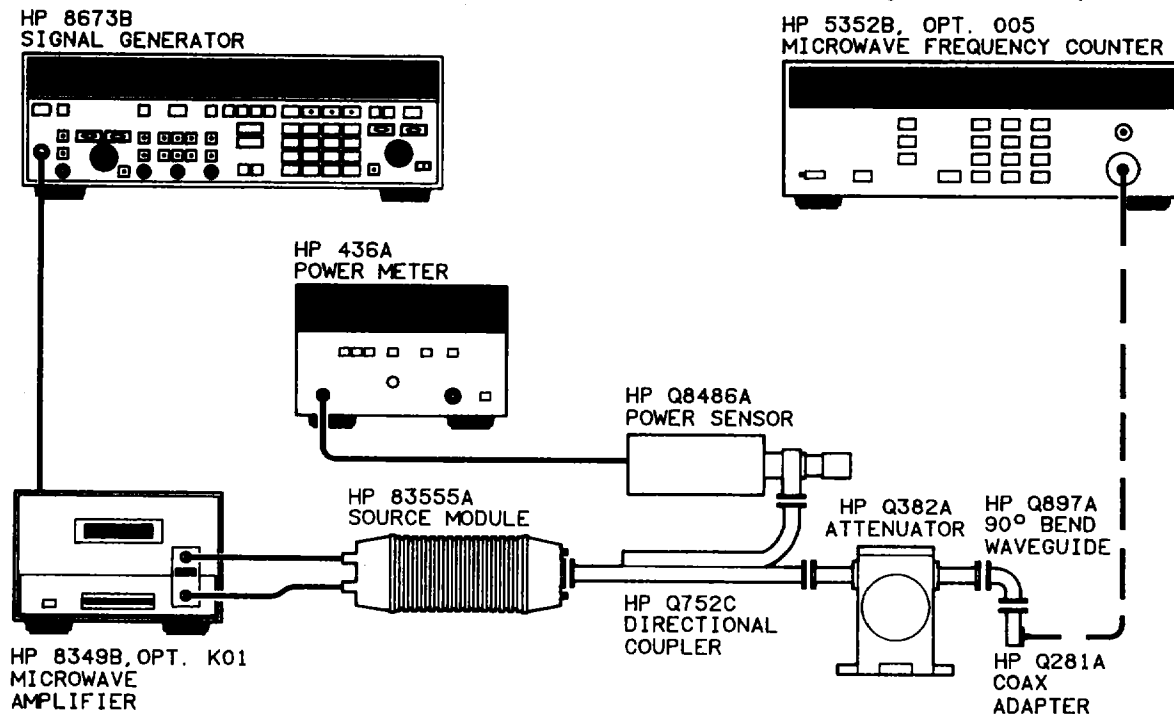 HP 8673B
SIGNAL GENERATOR
HP 5352B, OPT. 005
MICROWAVE FREQUENCY COUNTER
HP 436A
POWER METER
HP Q8486A
POWER SENSOR
HP 83555A
SOURCE MODULE
HP Q382A
ATTENUATOR
HP Q897A
90° BEND
WAVEGUIDE
HP Q752C
DIRECTIONAL
COUPLER
HP 8349B, OPT. K01
MICROWAVE
AMPLIFIER
HP Q281A
COAX
ADAPTER